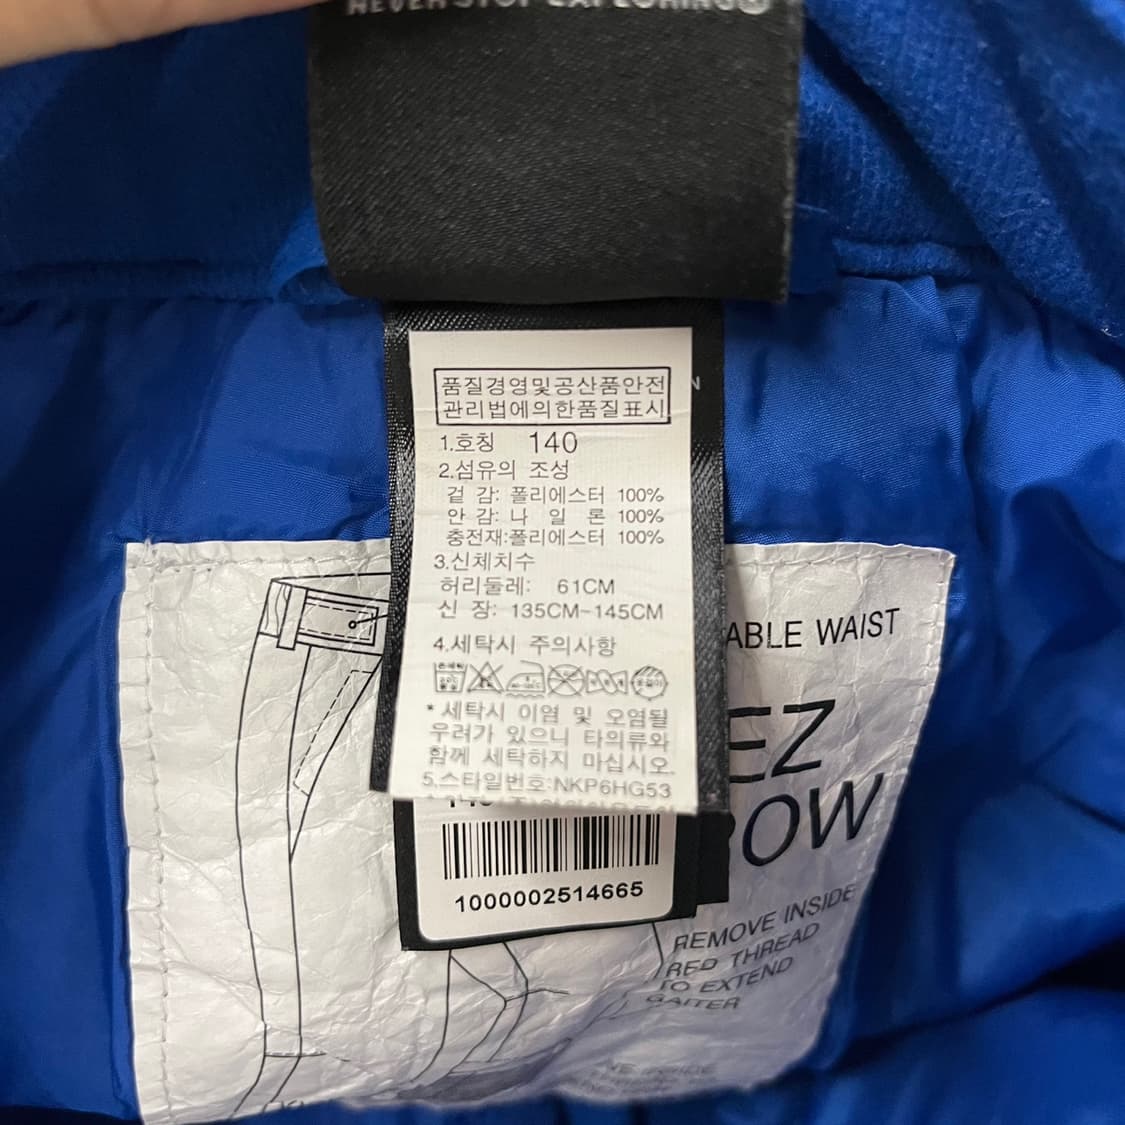 NEVER STOP EXPLORING
품질경영및공산품안전
관리법에의한품질표시
1.호칭 140
2.섬유의 조성
겉 감: 폴리에스터 100%
안 감: 나 일 론 100%
충전재:폴리에스터 100%
3.신체치수
허리둘레: 61CM
신 장: 135CM~145CM
4.세탁시 주의사항
* 세탁시 이염 및 오염될
우려가 있으니 타의류와
함께 세탁하지 마십시오.
5.스타일번호:NKP6HG53
1000002514665
ABLE WAIST
EZ
ROW
REMOVE INSIDE
RED THREAD
TO EXTEND
GAITER